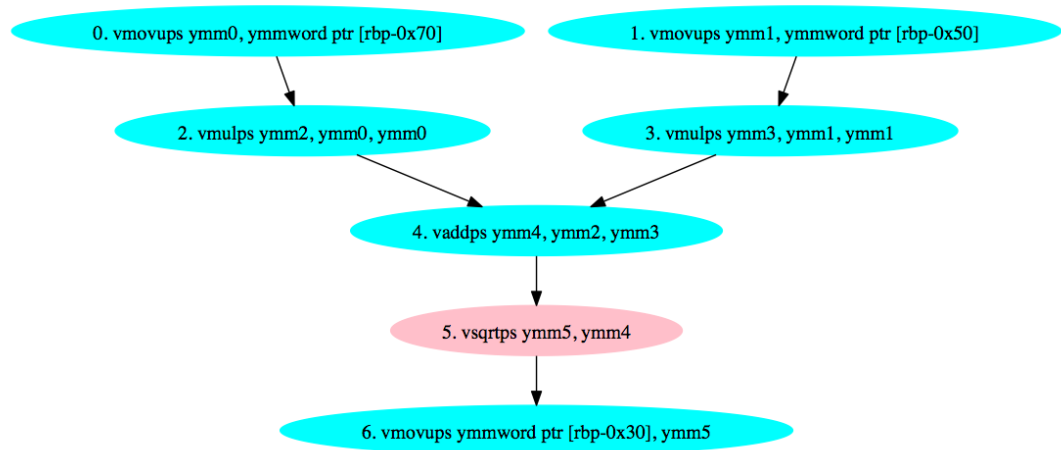 0. vmovups ymm0, ymmword ptr [rbp-0x70]
1. vmovups ymm1, ymmword ptr [rbp-0x50]
2. vmulps ymm2, ymm0, ymm0
3. vmulps ymm3, ymm1, ymm1
4. vaddps ymm4, ymm2, ymm3
5. vsqrtps ymm5, ymm4
6. vmovups ymmword ptr [rbp-0x30], ymm5